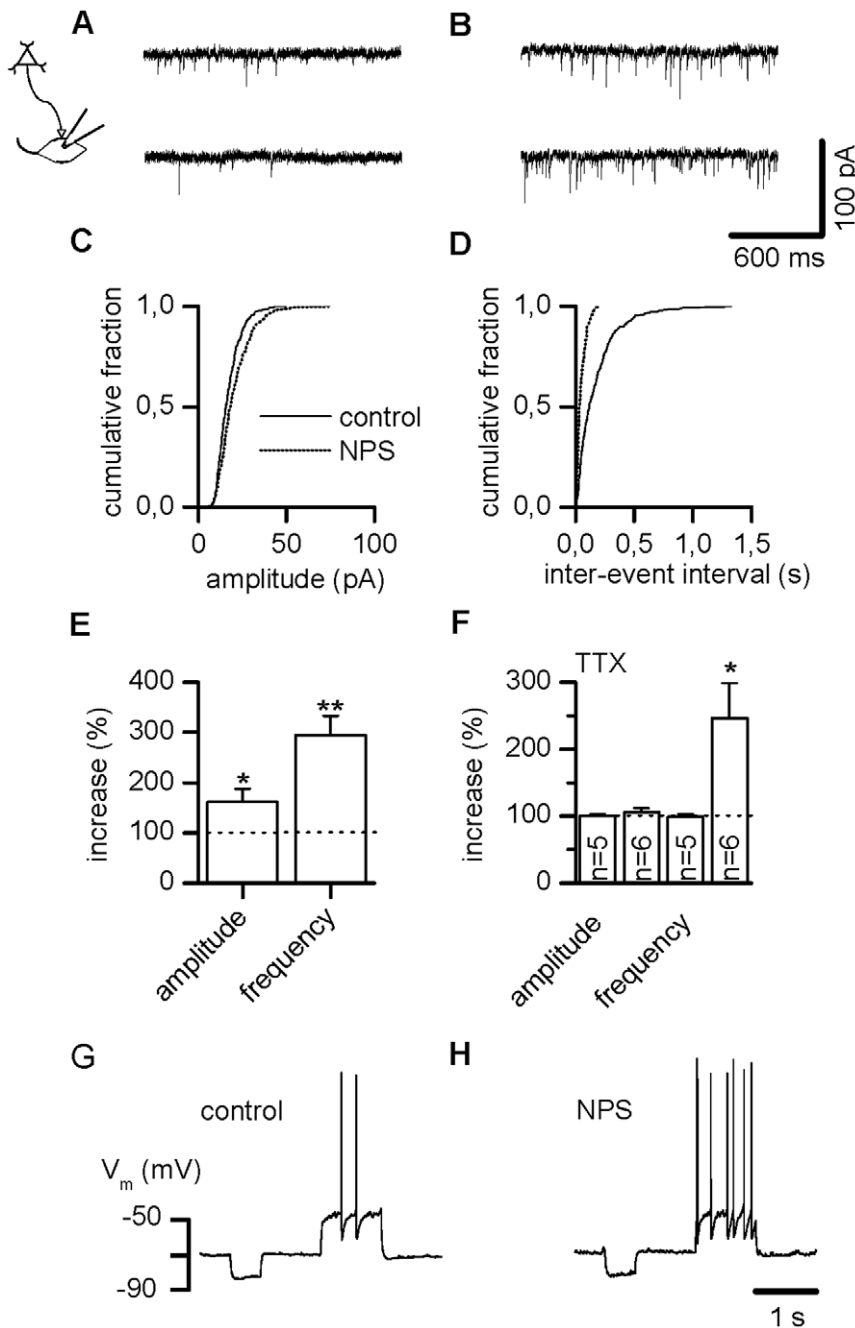 A
B
100 pA
600 ms
C
D
cumulative fraction
1,0
0,5
0,0
control
NPS
0 50 100
amplitude (pA)
cumulative fraction
1,0
0,5
0,0
0,0 0,5 1,0 1,5
inter-event interval (s)
E
F
increase (%)
400
300
200
100
0
*
**
amplitude
frequency
TTX
increase (%)
300
200
100
0
*
n=5
n=6
n=5
n=6
amplitude
frequency
G
H
control
NPS
Vm (mV)
-50
-90
1 s